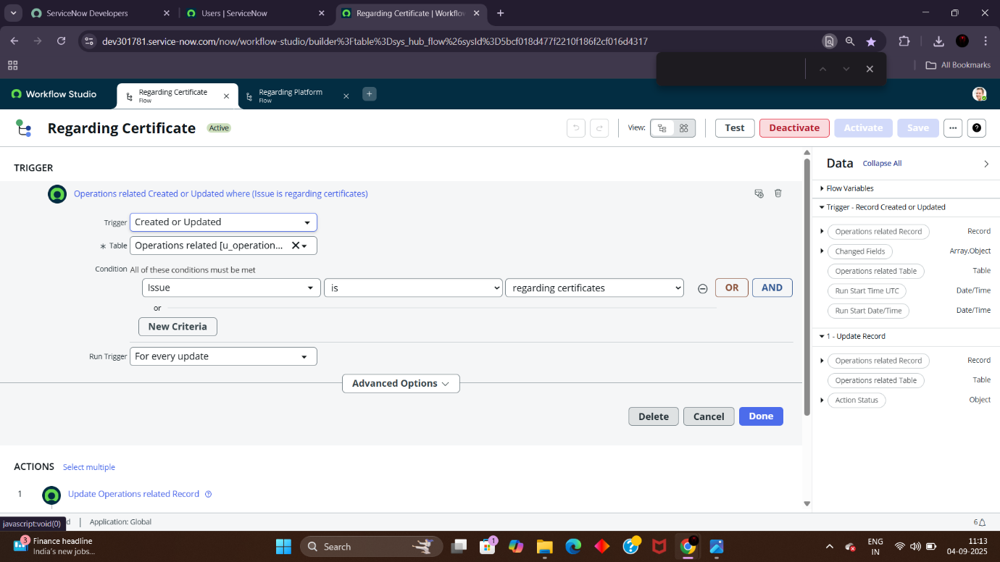 ServiceNow Developers
Users | ServiceNow
Regarding Certificate | Workflow
dev301781.service-now.com/now/workflow-studio/builder%3Ftable%3Dsys_hub_flow%26sysId%3D5bcf018d477f2210f186f2cf016d4317
All Bookmarks
Workflow Studio
Regarding Certificate
Flow
Regarding Platform
Flow
Regarding Certificate
Active
View:
Test
Deactivate
Activate
Save
TRIGGER
Operations related Created or Updated where (Issue is regarding certificates)
Trigger
Created or Updated
* Table
Operations related [u_operation...
Condition
All of these conditions must be met
Issue
is
regarding certificates
OR
AND
or
New Criteria
Run Trigger
For every update
Advanced Options
Delete
Cancel
Done
ACTIONS
Select multiple
1
Update Operations related Record
Data
Collapse All
Flow Variables
Trigger - Record Created or Updated
Operations related Record
Record
Changed Fields
Array.Object
Operations related Table
Table
Run Start Time UTC
Date/Time
Run Start Date/Time
Date/Time
1 - Update Record
Operations related Record
Record
Operations related Table
Table
Action Status
Object
javascript:void(0)
d
Application: Global
6
3
Finance headline
India's new jobs...
Search
1
ENG
IN
11:13
04-09-2025